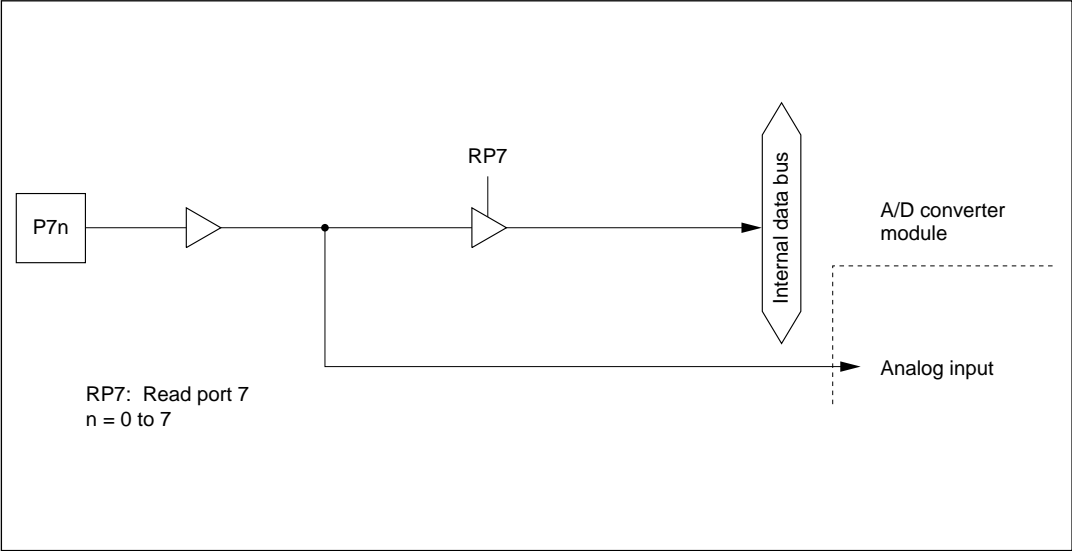 RP7
P7n
Internal data bus
A/D converter
module
Analog input
RP7: Read port 7
n = 0 to 7